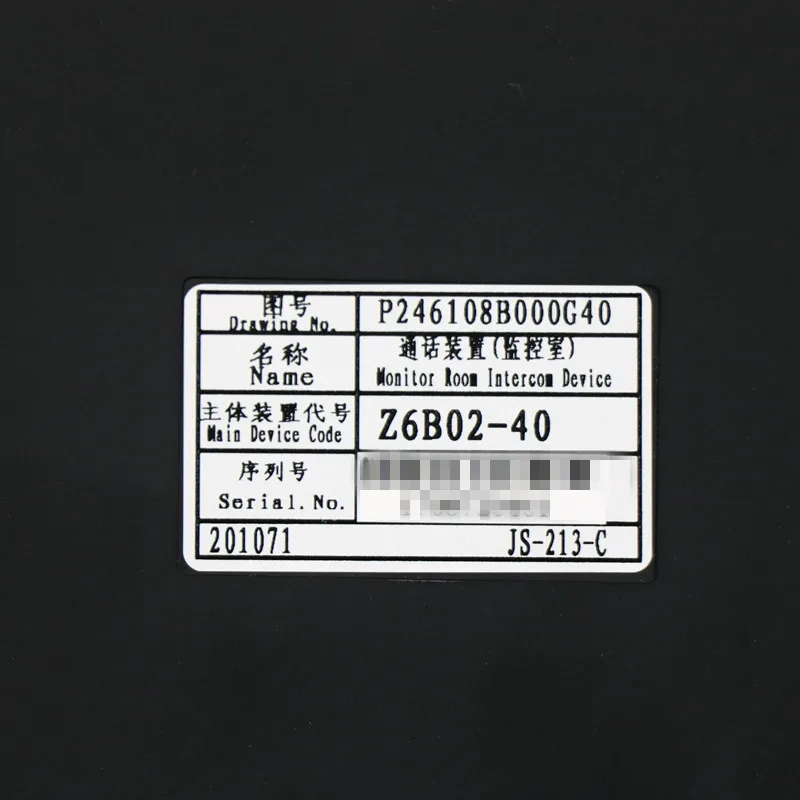 图号 P246108B000G40
Drawing No.
名称 通话装置(监控室)
Name Monitor Room Intercom Device
主体装置代号 Z6B02-40
Main Device Code
序列号
Serial.No.
201071 JS-213-C